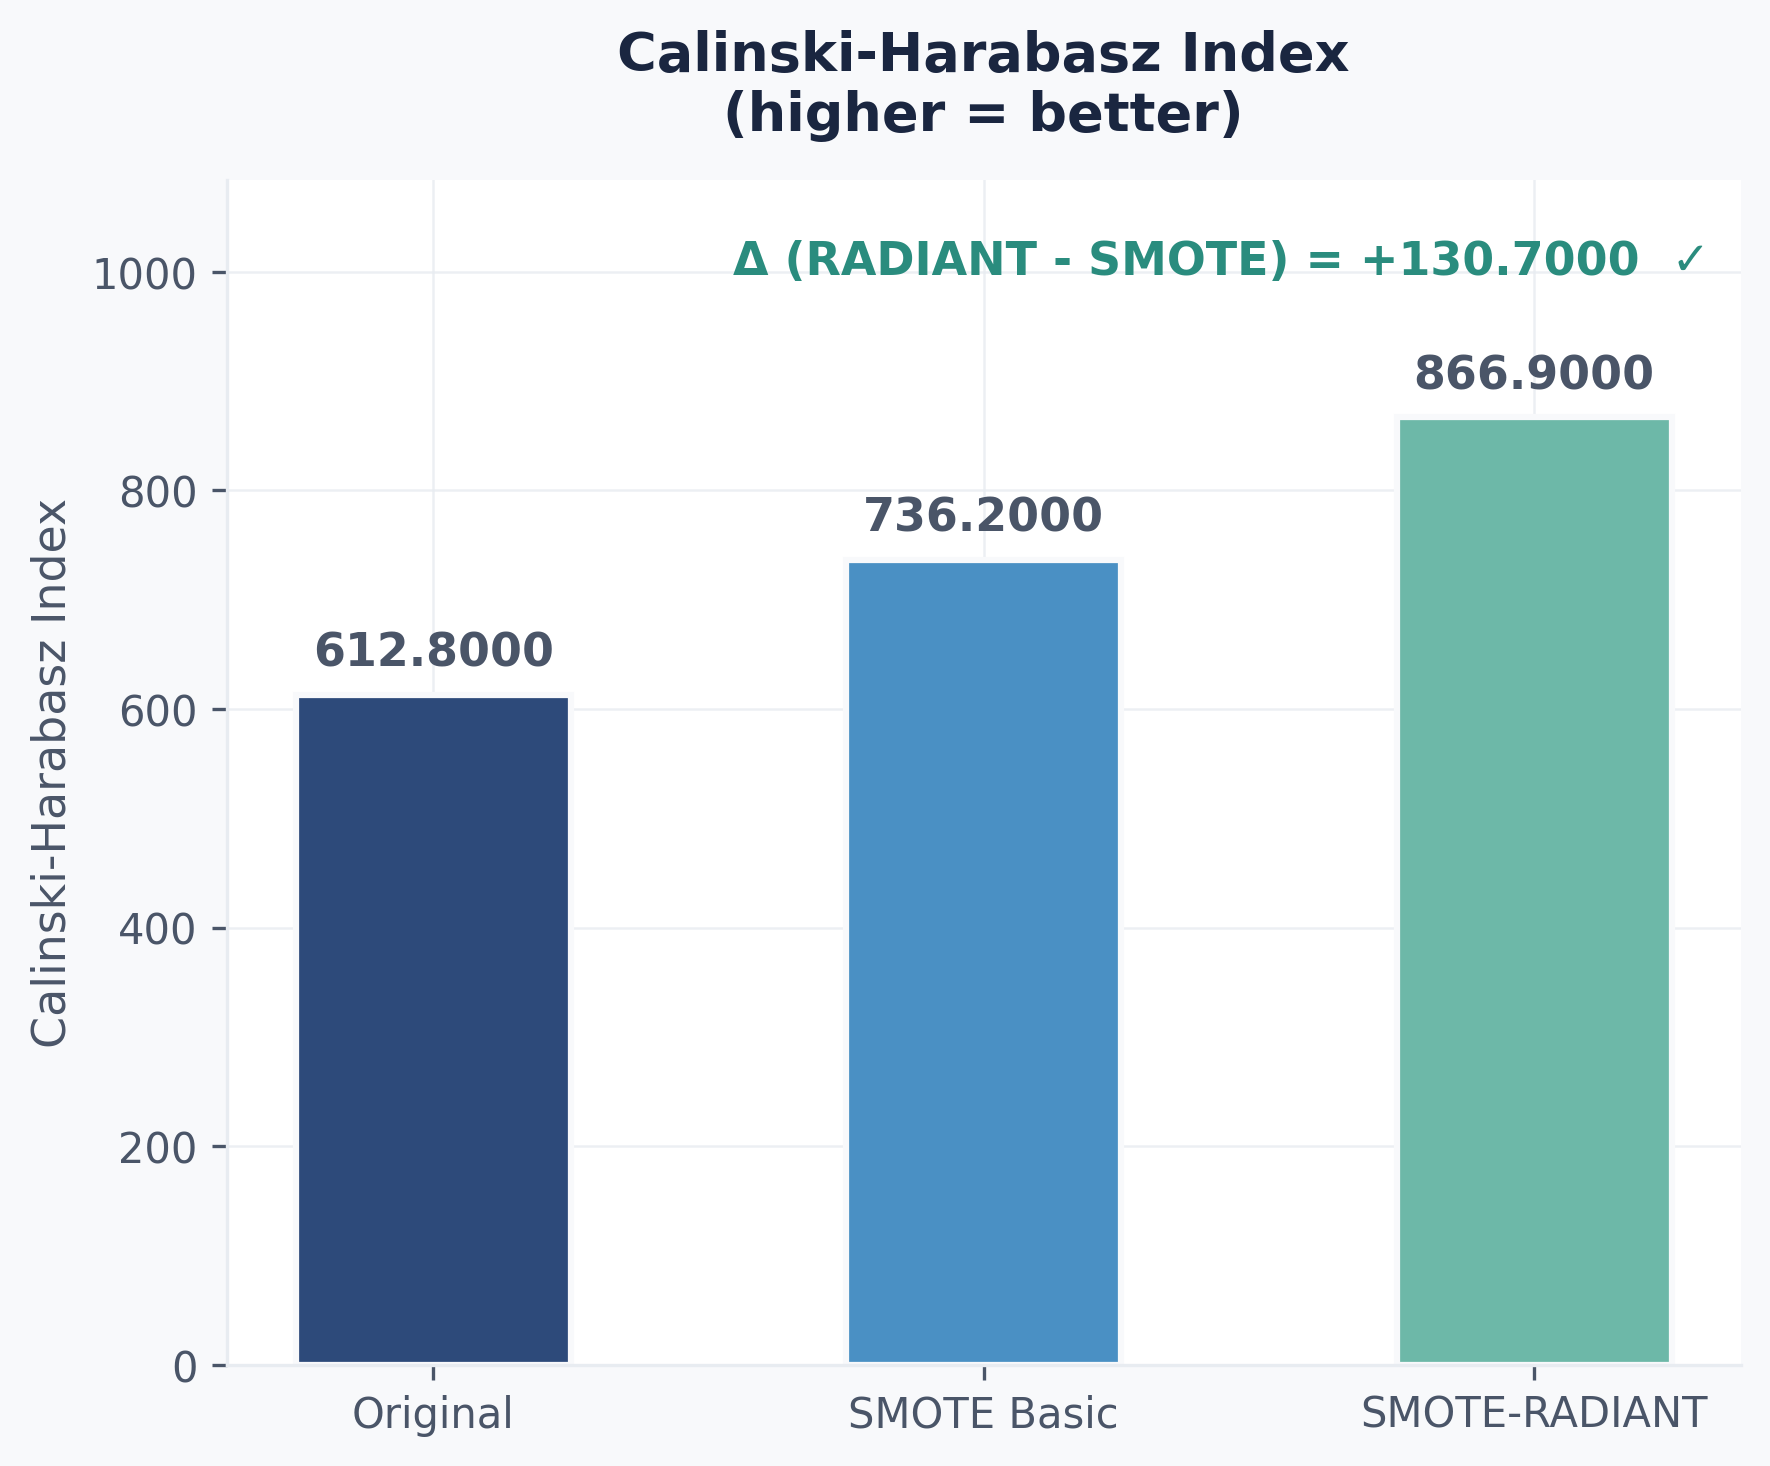 Calinski-Harabasz Index
(higher = better)
Δ (RADIANT - SMOTE) = +130.7000 ✓
1000
866.9000
800
736.2000
612.8000
600
400
200
0
Calinski-Harabasz Index
Original
SMOTE Basic
SMOTE-RADIANT